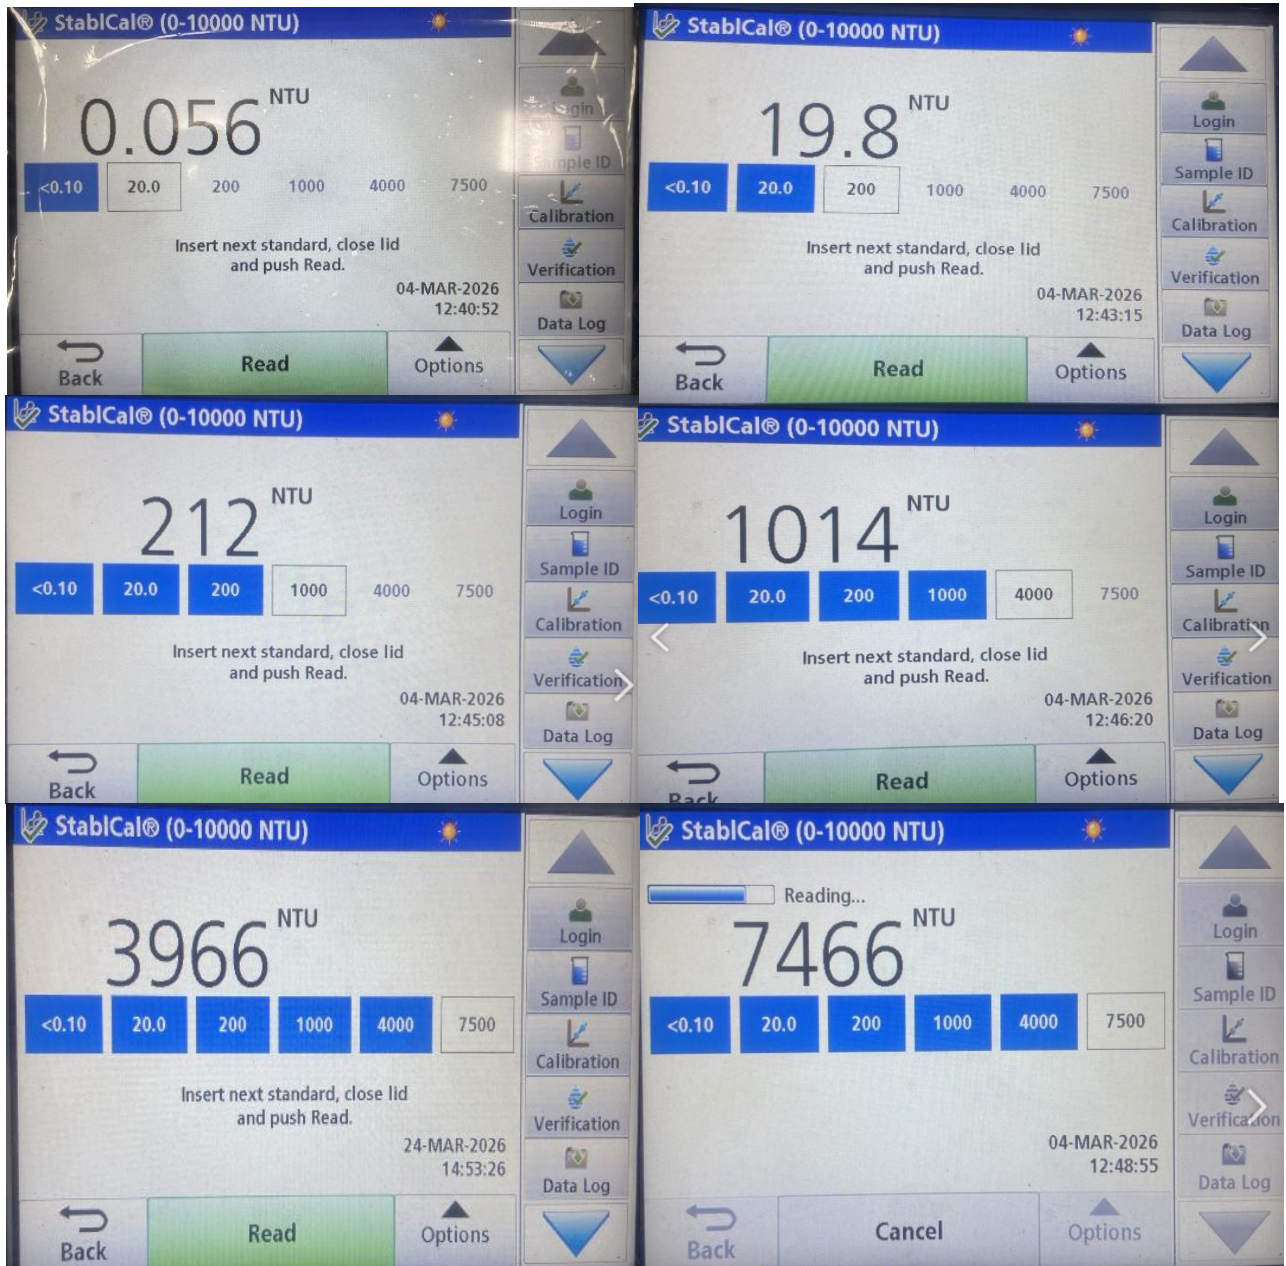 StablCal® (0-10000 NTU)
0.056 NTU
<0.10 20.0 200 1000 4000 7500
Insert next standard, close lid
and push Read.
04-MAR-2026
12:40:52
Back Read Options
Login
Sample ID
Calibration
Verification
Data Log
StablCal® (0-10000 NTU)
19.8 NTU
<0.10 20.0 200 1000 4000 7500
Insert next standard, close lid
and push Read.
04-MAR-2026
12:43:15
Back Read Options
Login
Sample ID
Calibration
Verification
Data Log
StablCal® (0-10000 NTU)
212 NTU
<0.10 20.0 200 1000 4000 7500
Insert next standard, close lid
and push Read.
04-MAR-2026
12:45:08
Back Read Options
Login
Sample ID
Calibration
Verification
Data Log
StablCal® (0-10000 NTU)
1014 NTU
<0.10 20.0 200 1000 4000 7500
Insert next standard, close lid
and push Read.
04-MAR-2026
12:46:20
Back Read Options
Login
Sample ID
Calibration
Verification
Data Log
StablCal® (0-10000 NTU)
3966 NTU
<0.10 20.0 200 1000 4000 7500
Insert next standard, close lid
and push Read.
24-MAR-2026
14:53:26
Back Read Options
Login
Sample ID
Calibration
Verification
Data Log
StablCal® (0-10000 NTU)
Reading...
7466 NTU
<0.10 20.0 200 1000 4000 7500
04-MAR-2026
12:48:55
Back Cancel Options
Login
Sample ID
Calibration
Verification
Data Log